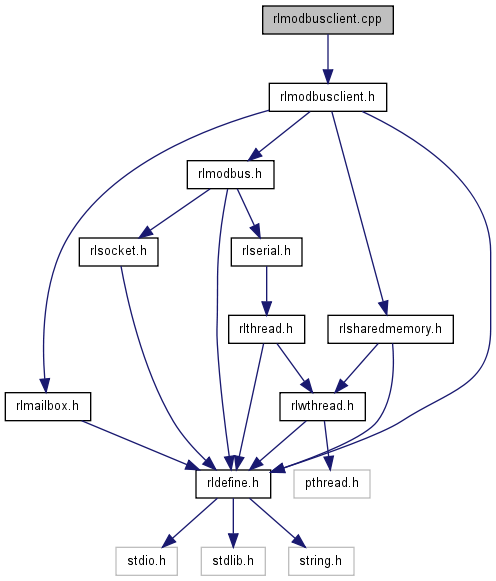 rlmodbusclient.cpp
rlmodbusclient.h
rlmodbus.h
rlsocket.h
rlserial.h
rlthread.h
rlsharedmemory.h
rlmailbox.h
rlwthread.h
rldefine.h
pthread.h
stdio.h
stdlib.h
string.h